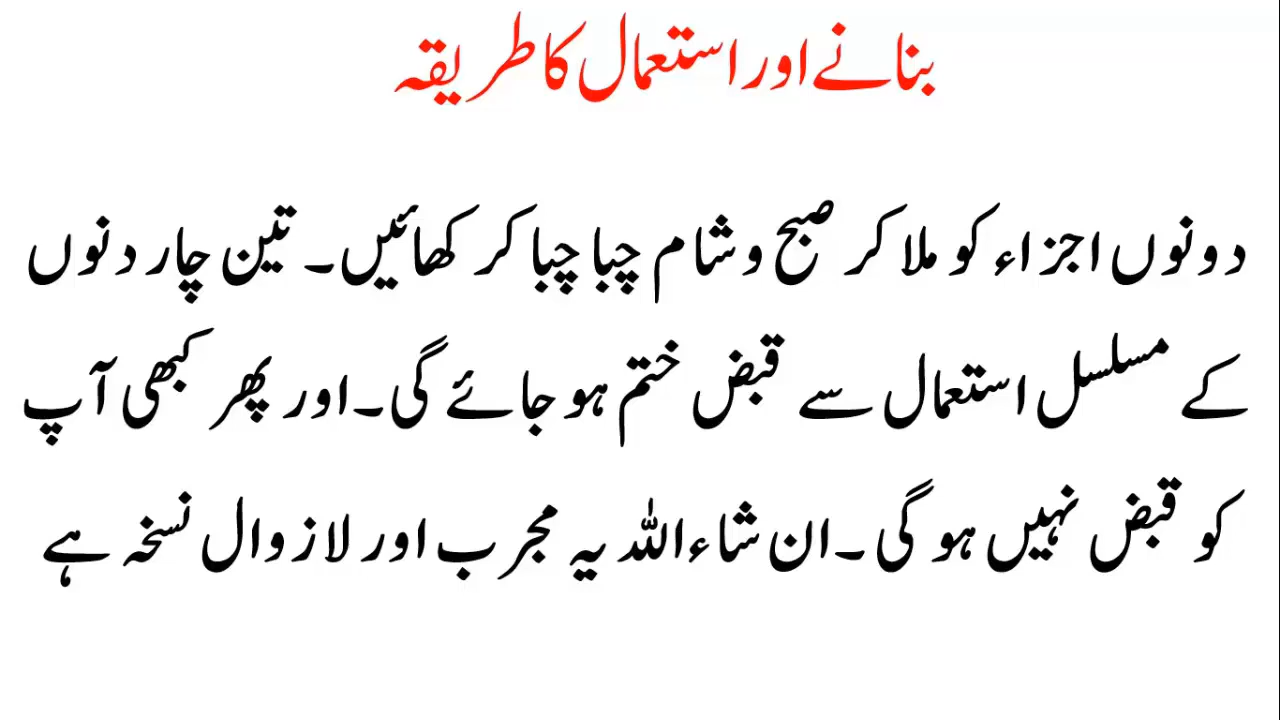 بنانے اور استعمال کا طریقہ
دونوں اجزاء کو ملا کر صبح و شام چبا چبا کر کھائیں۔ تین چار دنوں
کے مسلسل استعمال سے قبض ختم ہو جائے گی۔اور پھر کبھی آپ
کو قبض نہیں ہو گی ۔ان شاءاللہ یہ مجرب اور لازوال نسخہ ہے